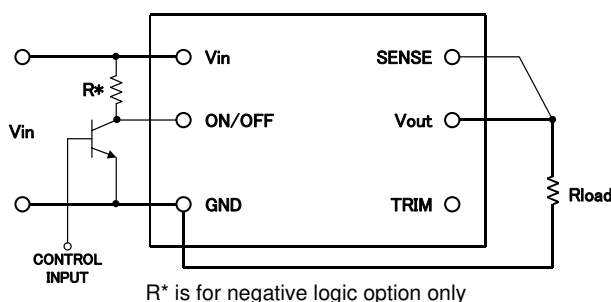 Vin
SENSE
R*
ON/OFF
Vout
Vin
GND
TRIM
Rload
CONTROL
INPUT
R* is for negative logic option only